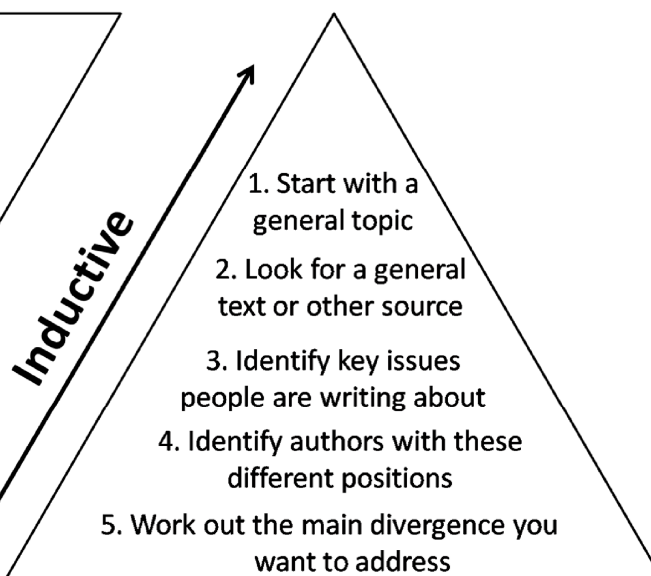 Inductive
1. Start with a
general topic
2. Look for a general
text or other source
3. Identify key issues
people are writing about
4. Identify authors with these
different positions
5. Work out the main divergence you
want to address